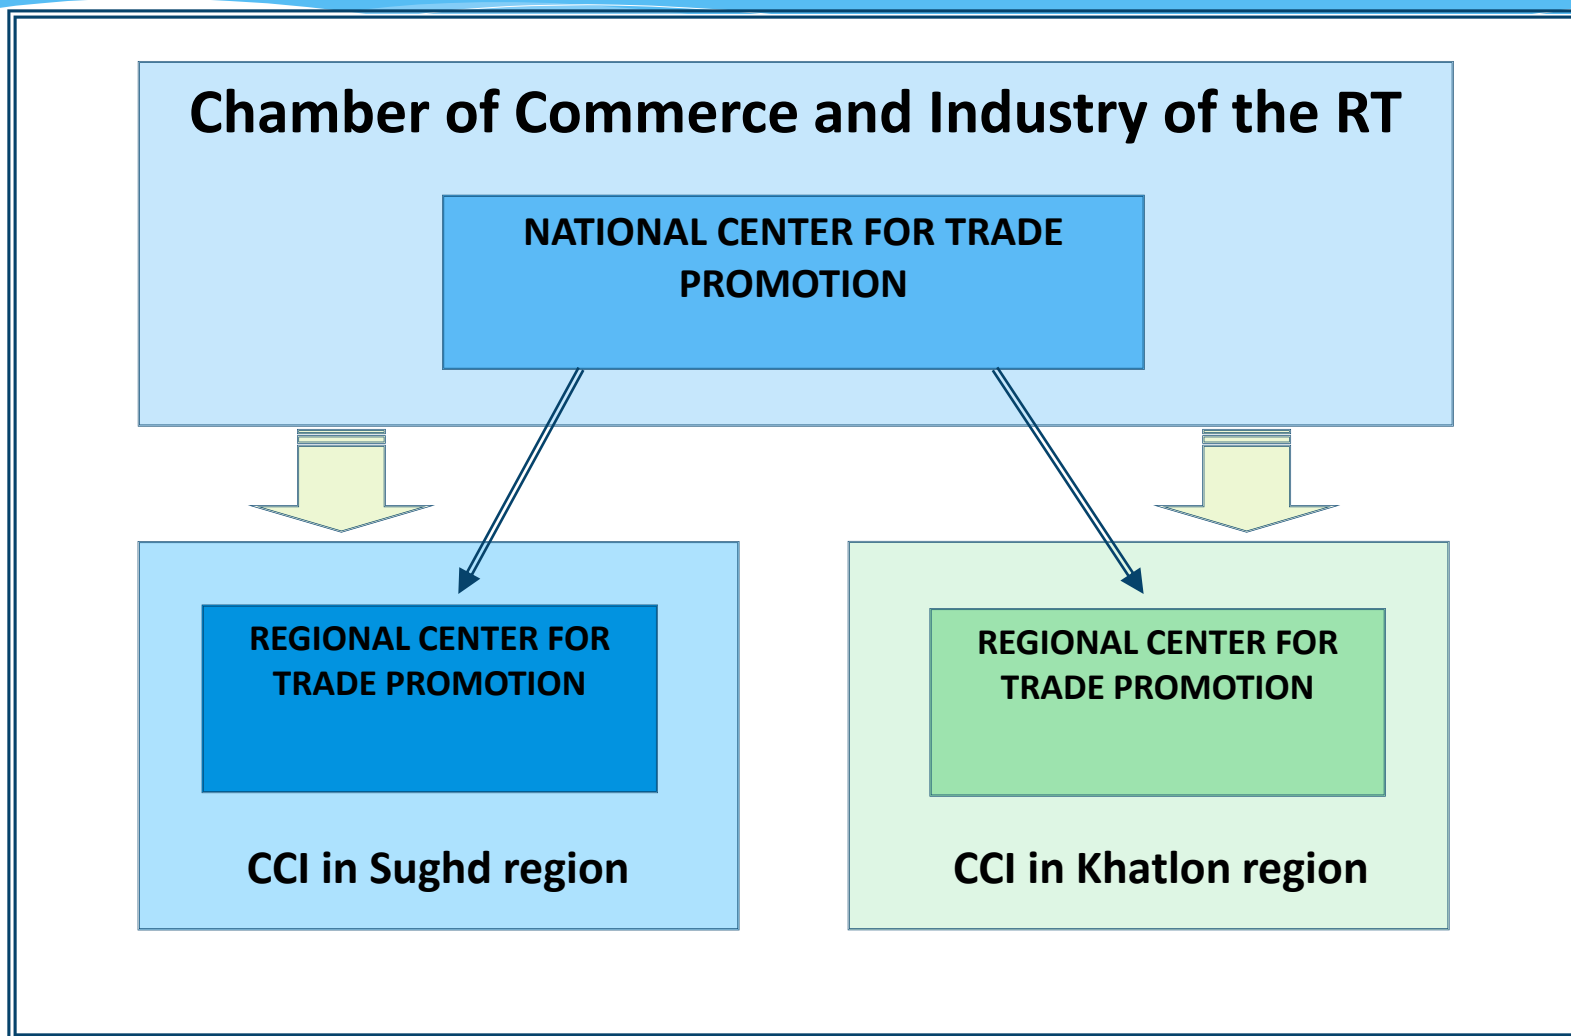 Chamber of Commerce and Industry of the RT
NATIONAL CENTER FOR TRADE
PROMOTION
REGIONAL CENTER FOR
TRADE PROMOTION
CCI in Sughd region
REGIONAL CENTER FOR
TRADE PROMOTION
CCI in Khatlon region